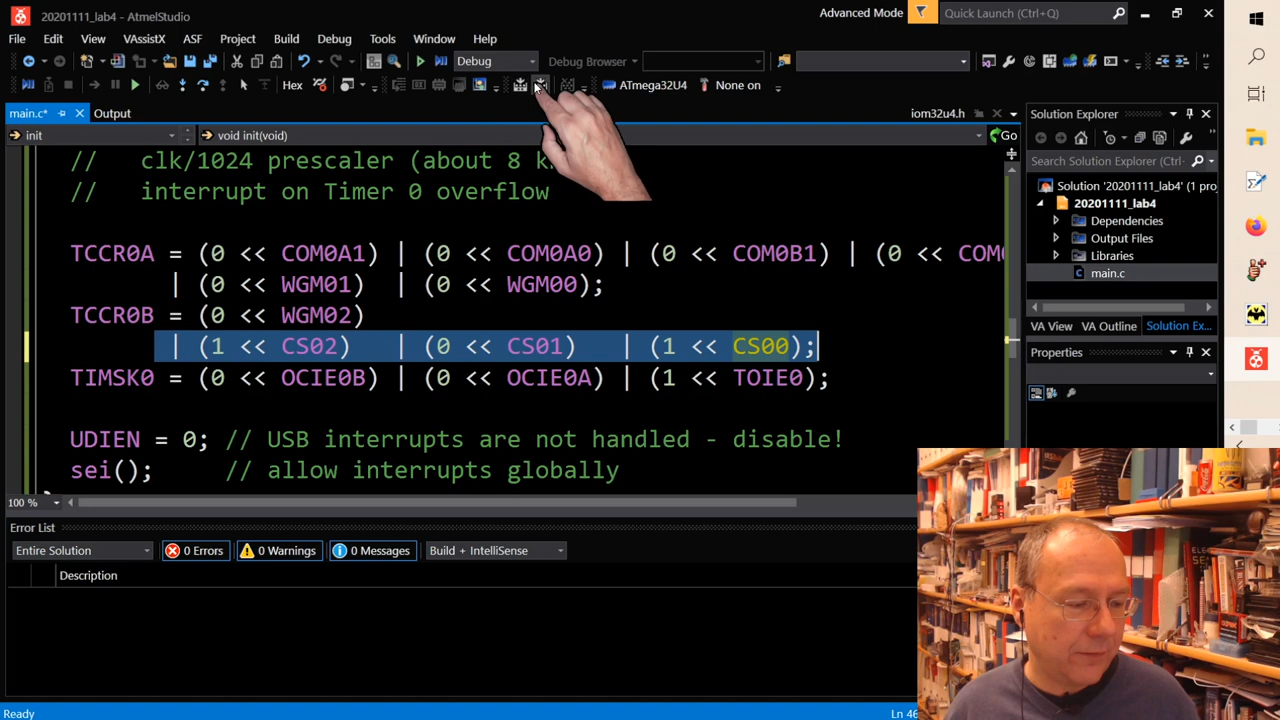 20201111_lab4 - AtmelStudio
Advanced Mode
Quick Launch (Ctrl+Q)
File Edit View VAssistX ASF Project Build Debug Tools Window Help
Debug
Debug Browser
Hex
ATmega32U4
None on
main.c*
Output
iom32u4.h
init
void init(void)
Go
//   clk/1024 prescaler (about 8 k
//   interrupt on Timer 0 overflow
TCCR0A = (0 << COM0A1) | (0 << COM0A0) | (0 << COM0B1) | (0 << COM
| (0 << WGM01)  | (0 << WGM00);
TCCR0B = (0 << WGM02)
| (1 << CS02)    | (0 << CS01)    | (1 << CS00);
TIMSK0 = (0 << OCIE0B) | (0 << OCIE0A) | (1 << TOIE0);
UDIEN = 0; // USB interrupts are not handled - disable!
sei();      // allow interrupts globally
100 %
Error List
Entire Solution
0 Errors
0 Warnings
0 Messages
Build + IntelliSense
Description
Ready
Ln 46
Solution Explorer
Search Solution Explorer (Ctrl-
Solution '20201111_lab4' (1 proj
20201111_lab4
Dependencies
Output Files
Libraries
main.c
VA View
VA Outline
Solution Ex...
Properties